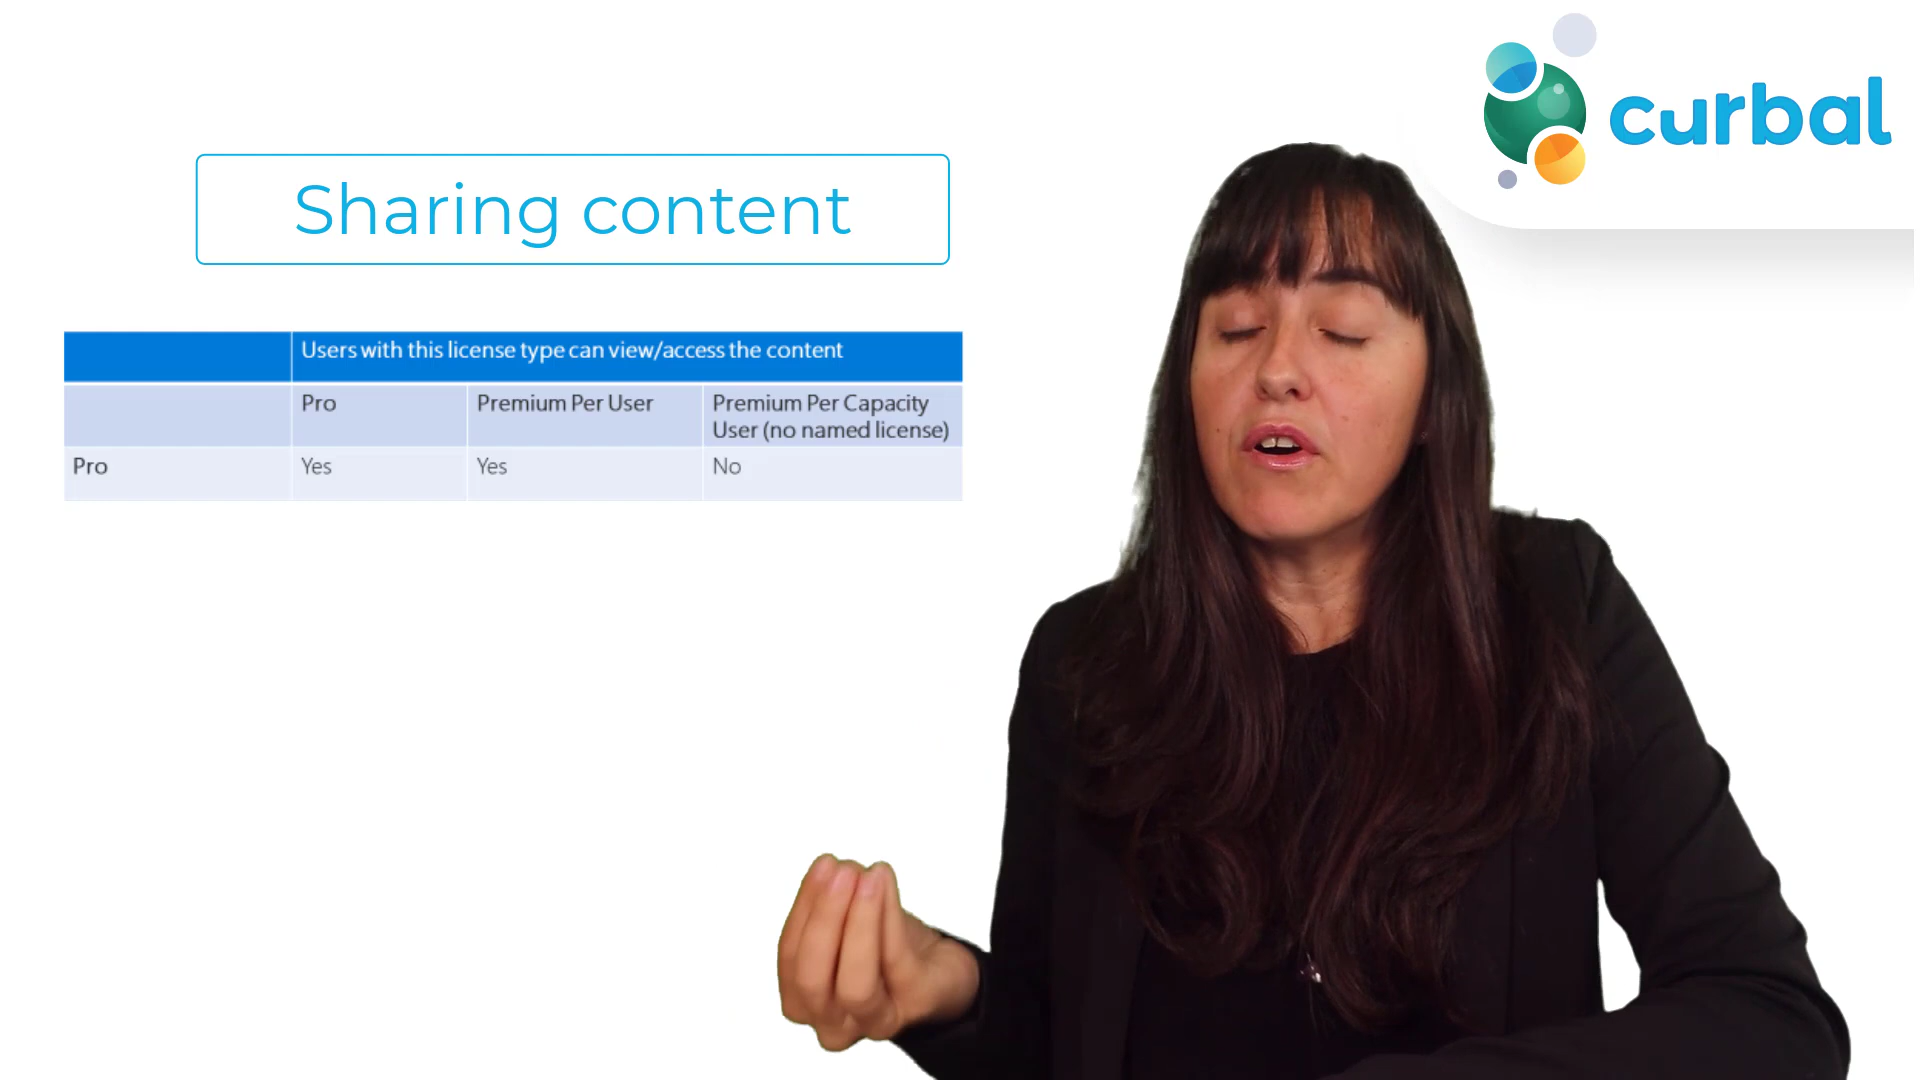 curbal
Sharing content
Users with this license type can view/access the content
Pro Premium Per User Premium Per Capacity
User (no named license)
Pro Yes Yes No